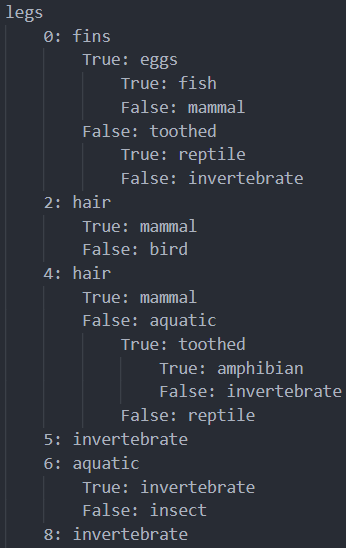 legs
    0: fins
        True: eggs
            True: fish
            False: mammal
        False: toothed
            True: reptile
            False: invertebrate
    2: hair
        True: mammal
        False: bird
    4: hair
        True: mammal
        False: aquatic
            True: toothed
                True: amphibian
                False: invertebrate
            False: reptile
    5: invertebrate
    6: aquatic
        True: invertebrate
        False: insect
    8: invertebrate